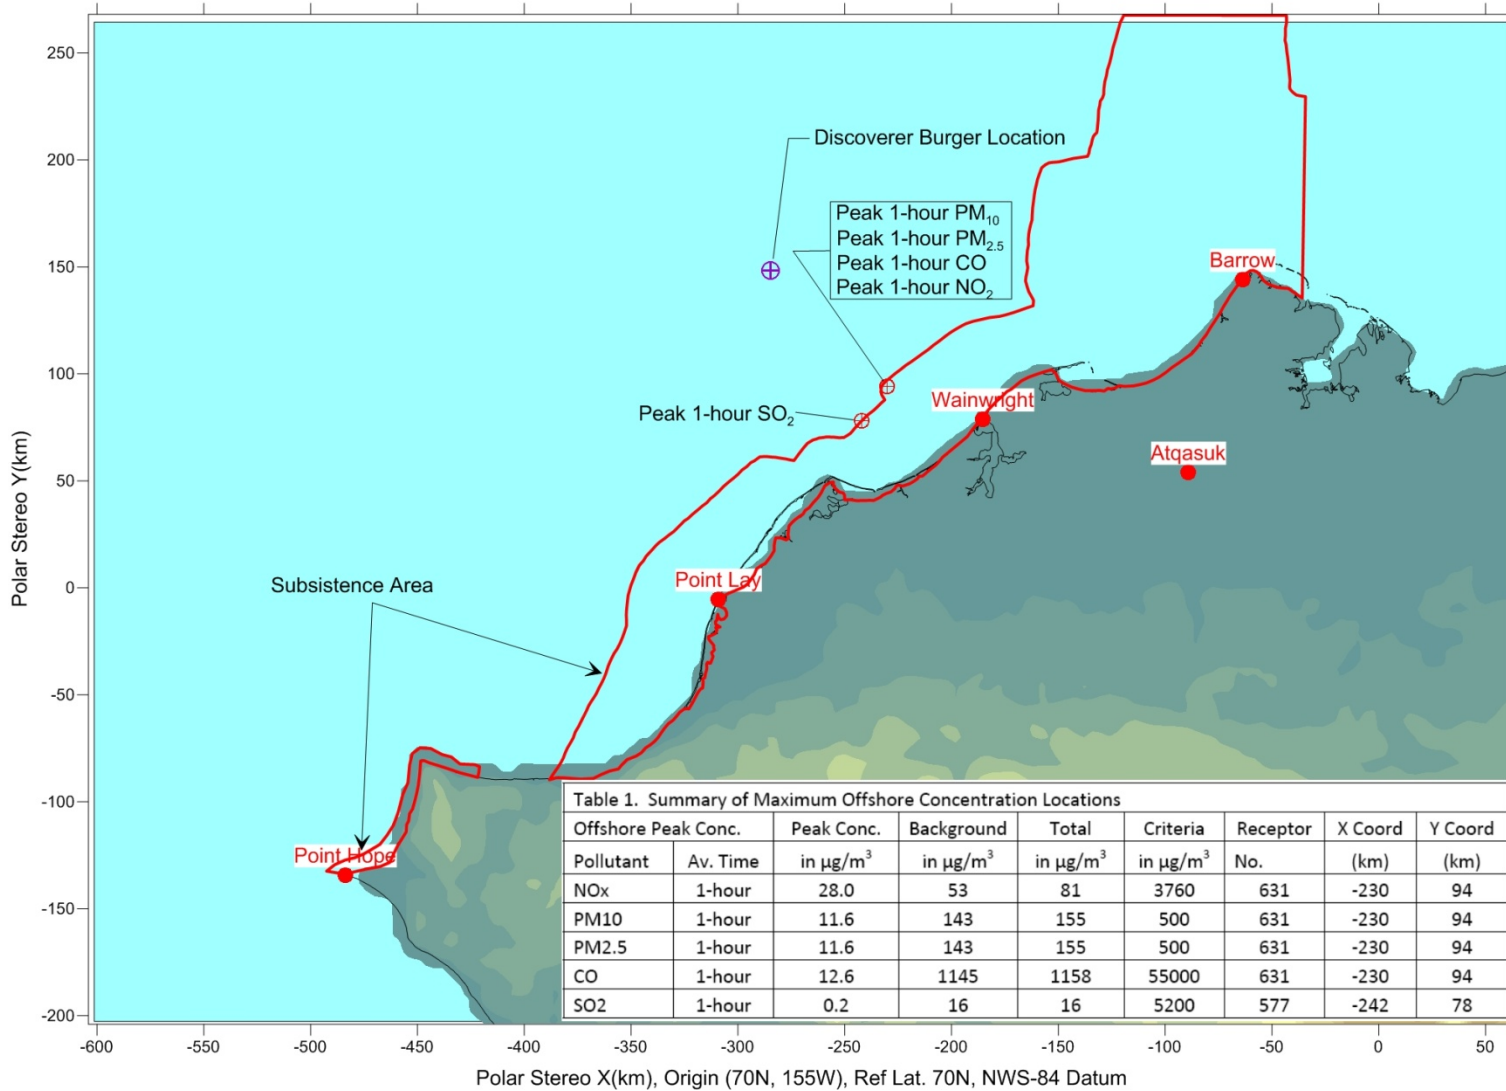 Discoverer Burger Location
Peak 1-hour PM10
Peak 1-hour PM2.5
Peak 1-hour CO
Peak 1-hour NO2
Barrow
Peak 1-hour SO2
Wainwright
Atqasuk
Subsistence Area
Point Lay
Point Hope
Table 1. Summary of Maximum Offshore Concentration Locations
Offshore Peak Conc. Peak Conc. Background Total Criteria Receptor X Coord Y Coord
Pollutant Av. Time in µg/m³ in µg/m³ in µg/m³ in µg/m³ No. (km) (km)
NOx 1-hour 28.0 53 81 3760 631 -230 94
PM10 1-hour 11.6 143 155 500 631 -230 94
PM2.5 1-hour 11.6 143 155 500 631 -230 94
CO 1-hour 12.6 1145 1158 55000 631 -230 94
SO2 1-hour 0.2 16 16 5200 577 -242 78
250
200
150
100
50
0
-50
-100
-150
-200
Polar Stereo Y(km)
-600 -550 -500 -450 -400 -350 -300 -250 -200 -150 -100 -50 0 50
Polar Stereo X(km), Origin (70N, 155W), Ref Lat. 70N, NWS-84 Datum